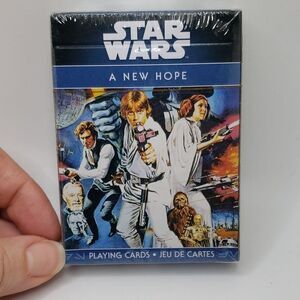 STAR
WARS
A NEW HOPE
PLAYING CARDS • JEU DE CARTES